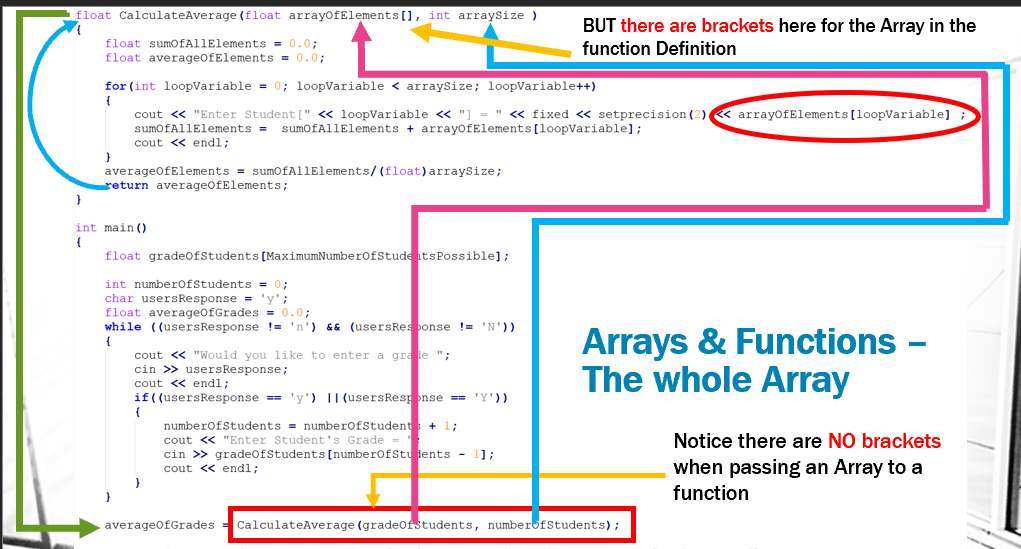 float CalculateAverage(float arrayOfElements[], int arraySize )
{
float sumOfAllElements = 0.0;
float averageOfElements = 0.0;
for(int loopVariable = 0; loopVariable < arraySize; loopVariable++)
{
cout << "Enter Student[" << loopVariable << "] = " << fixed << setprecision(2) << arrayOfElements[loopVariable] ;
sumOfAllElements =  sumOfAllElements + arrayOfElements[loopVariable];
cout << endl;
}
averageOfElements = sumOfAllElements/(float)arraySize;
return averageOfElements;
}
BUT there are brackets here for the Array in the
function Definition
int main()
{
float gradeOfStudents[MaximumNumberOfStudentsPossible];
int numberOfStudents = 0;
char usersResponse = 'y';
float averageOfGrades = 0.0;
while ((usersResponse != 'n') && (usersResponse != 'N'))
{
cout << "Would you like to enter a grade ";
cin >> usersResponse;
cout << endl;
if((usersResponse == 'y') ||(usersResponse == 'Y'))
{
numberOfStudents = numberOfStudents + 1;
cout << "Enter Student's Grade = ";
cin >> gradeOfStudents[numberOfStudents - 1];
cout << endl;
}
}
averageOfGrades = CalculateAverage(gradeOfStudents, numberOfStudents);
Arrays & Functions –
The whole Array
Notice there are NO brackets
when passing an Array to a
function